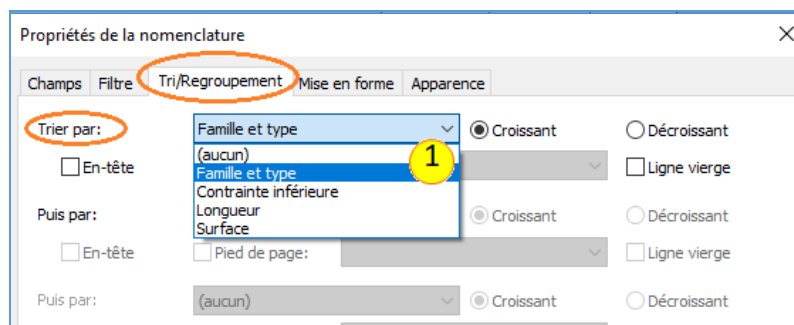 Propriétés de la nomenclature
Champs Filtre Tri/Regroupement Mise en forme Apparence
Trier par: Famille et type Croissant Décroissant
(aucun)
En-tête Famille et type 1 Ligne vierge
Contrainte inférieure
Longueur
Puis par: Surface Croissant Décroissant
En-tête Pied de page: Ligne vierge
Puis par: (aucun) Croissant Décroissant